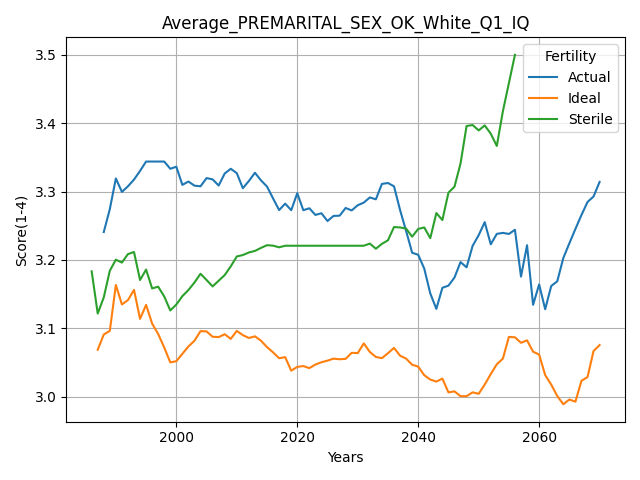 Average_PREMARITAL_SEX_OK_White_Q1_IQ
Fertility
Actual
Ideal
Sterile
Score(1-4)
3.5
3.4
3.3
3.2
3.1
3.0
2000 2020 2040 2060
Years